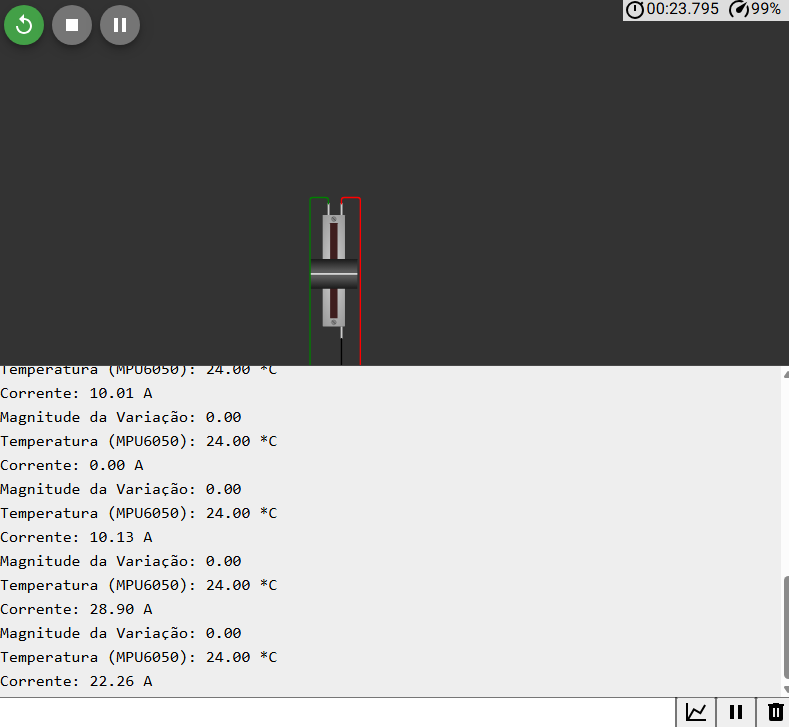 00:23.795 99%
Temperatura (MPU6050): 24.00 *C
Corrente: 10.01 A
Magnitude da Variação: 0.00
Temperatura (MPU6050): 24.00 *C
Corrente: 0.00 A
Magnitude da Variação: 0.00
Temperatura (MPU6050): 24.00 *C
Corrente: 10.13 A
Magnitude da Variação: 0.00
Temperatura (MPU6050): 24.00 *C
Corrente: 28.90 A
Magnitude da Variação: 0.00
Temperatura (MPU6050): 24.00 *C
Corrente: 22.26 A